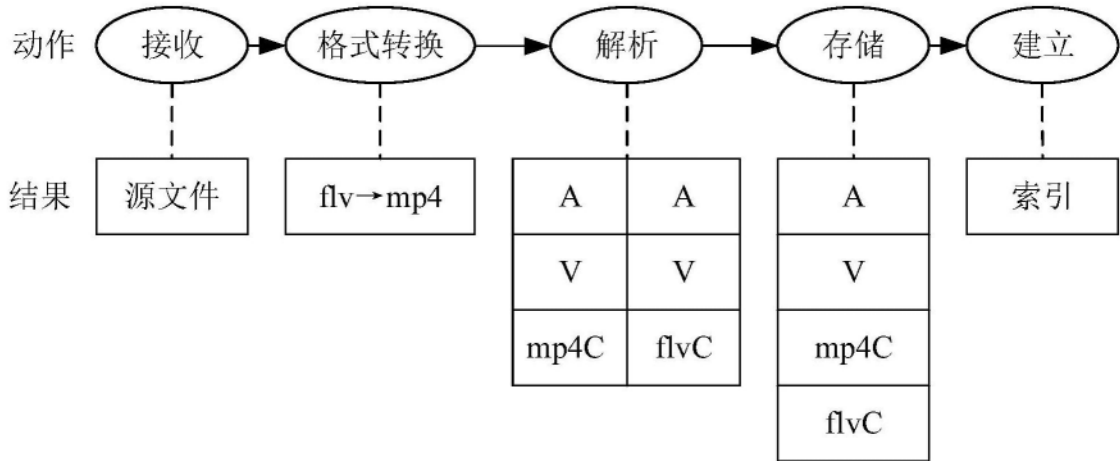 动作 接收 格式转换 解析 存储 建立
结果 源文件 flv→mp4 A A A 索引
V V V
mp4C flvC mp4C
flvC